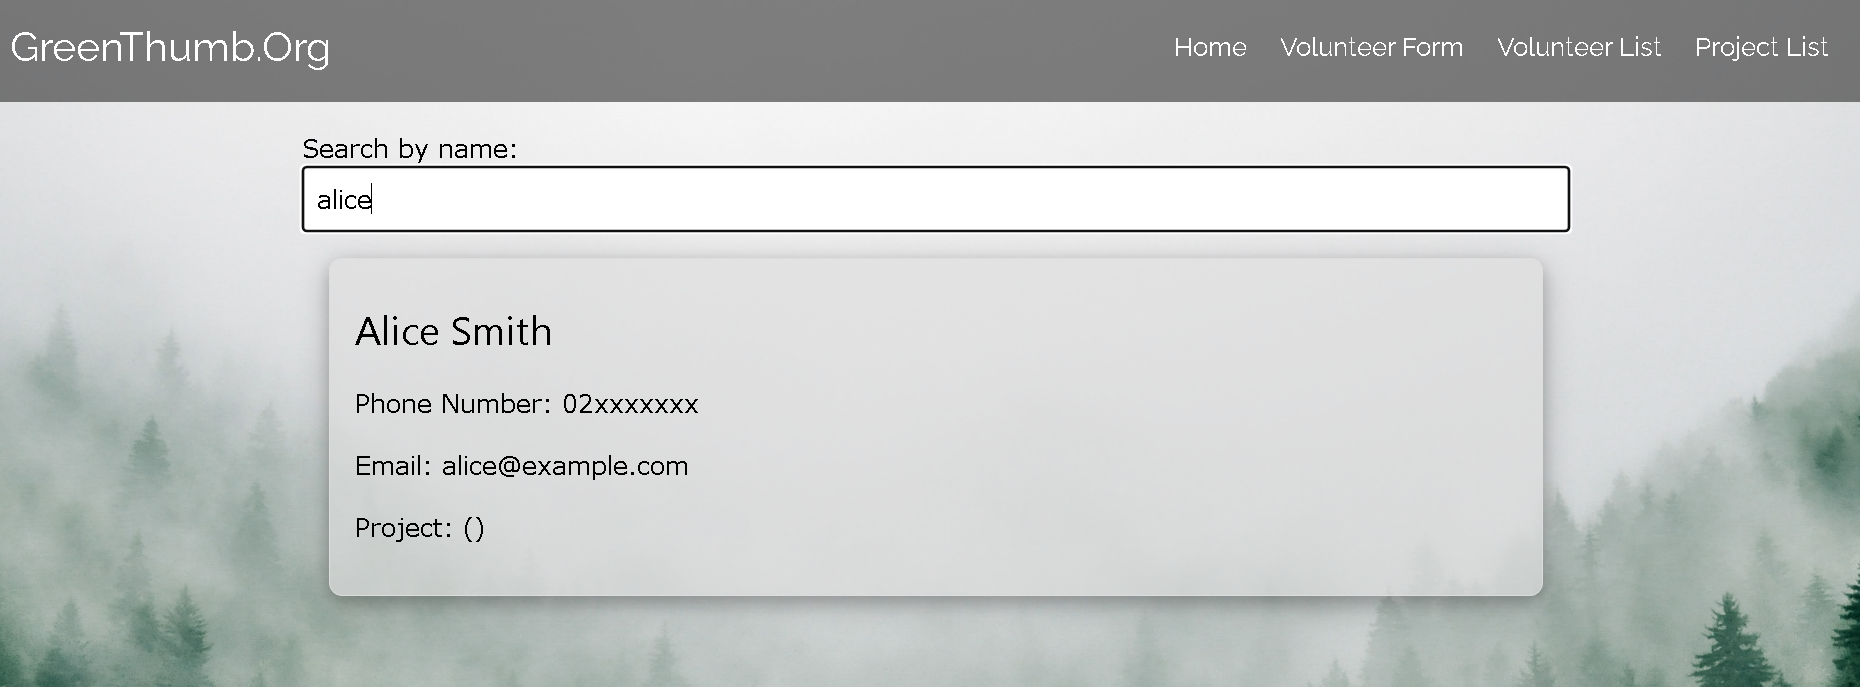 GreenThumb.Org
Home Volunteer Form Volunteer List Project List
Search by name:
alice
Alice Smith
Phone Number: 02xxxxxxx
Email: alice@example.com
Project: ()